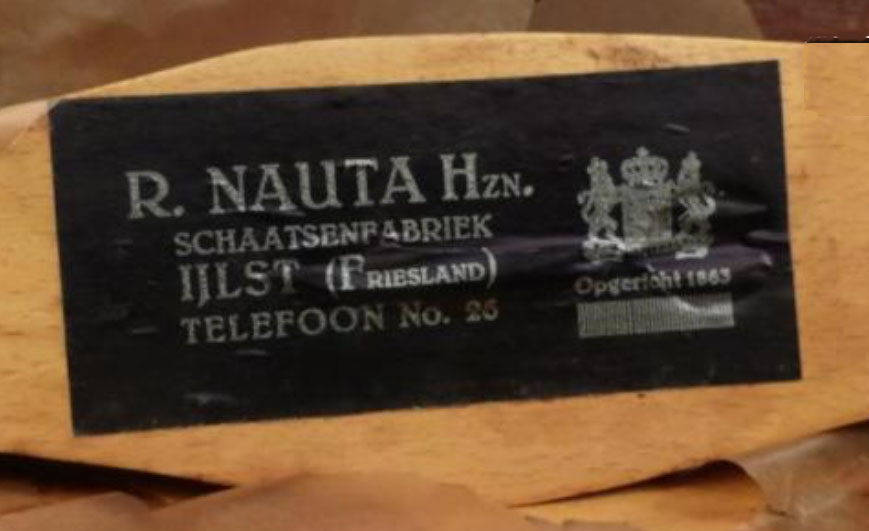 R. NAUTA HZN.
SCHAATSENFABRIEK
IJLST (FRIESLAND)
TELEFOON No. 26
Opgericht 1863